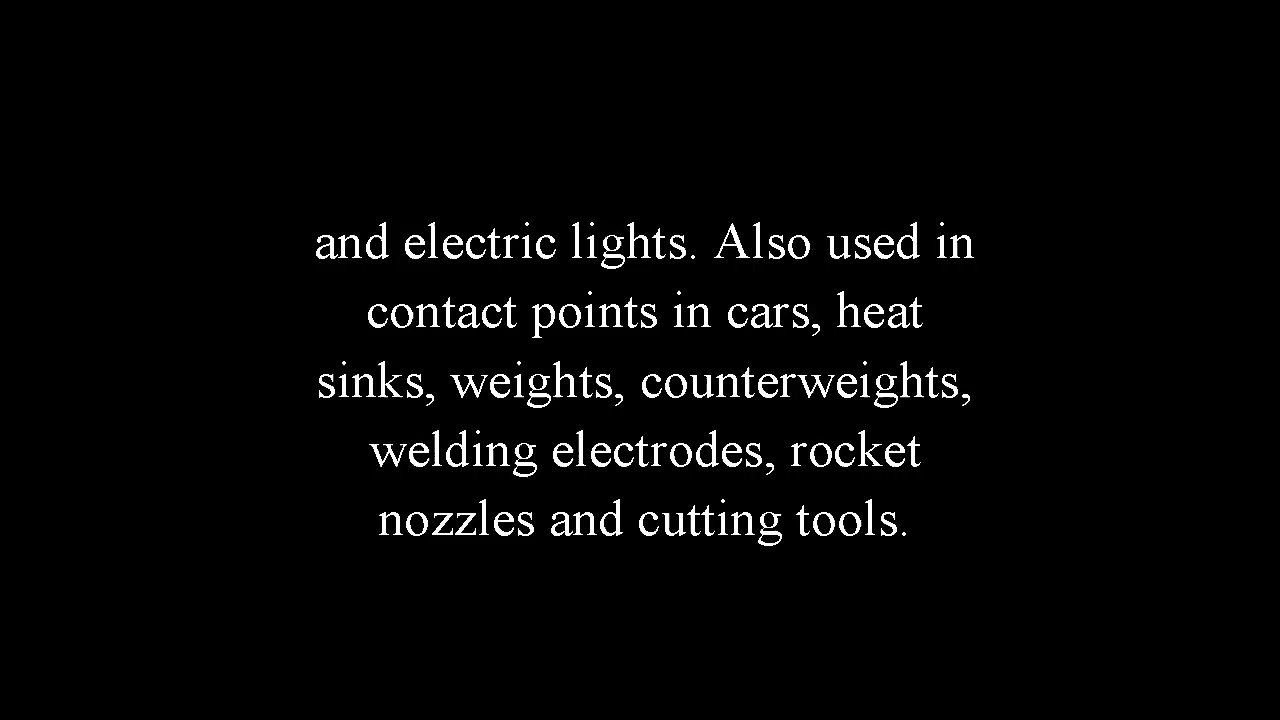 and electric lights. Also used in
contact points in cars, heat
sinks, weights, counterweights,
welding electrodes, rocket
nozzles and cutting tools.